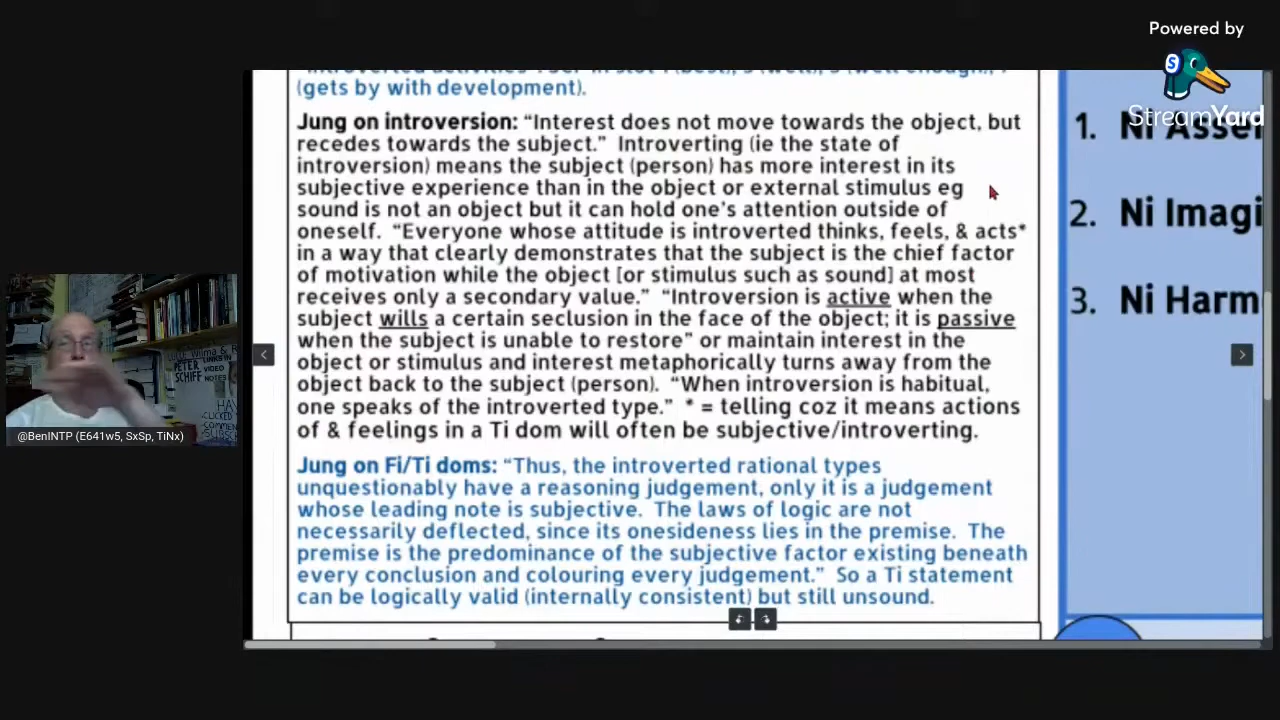 Powered by
StreamYard
(gets by with development).
Jung on introversion: “Interest does not move towards the object, but
recedes towards the subject.” Introverting (ie the state of
introversion) means the subject (person) has more interest in its
subjective experience than in the object or external stimulus eg
sound is not an object but it can hold one’s attention outside of
oneself. “Everyone whose attitude is introverted thinks, feels, & acts*
in a way that clearly demonstrates that the subject is the chief factor
of motivation while the object [or stimulus such as sound] at most
receives only a secondary value.” “Introversion is active when the
subject wills a certain seclusion in the face of the object; it is passive
when the subject is unable to restore” or maintain interest in the
object or stimulus and interest metaphorically turns away from the
object back to the subject (person). “When introversion is habitual,
one speaks of the introverted type.” * = telling coz it means actions
of & feelings in a Ti dom will often be subjective/introverting.
Jung on Fi/Ti doms: “Thus, the introverted rational types
unquestionably have a reasoning judgement, only it is a judgement
whose leading note is subjective. The laws of logic are not
necessarily deflected, since its onesideness lies in the premise. The
premise is the predominance of the subjective factor existing beneath
every conclusion and colouring every judgement.” So a Ti statement
can be logically valid (internally consistent) but still unsound.
1. Ni
2. Ni Imagi
3. Ni Harm
PETER
SCHIFF
LINKS IN
VIDEO
NOTES
@BenINTP (E641w5, SxSp, TiNx)